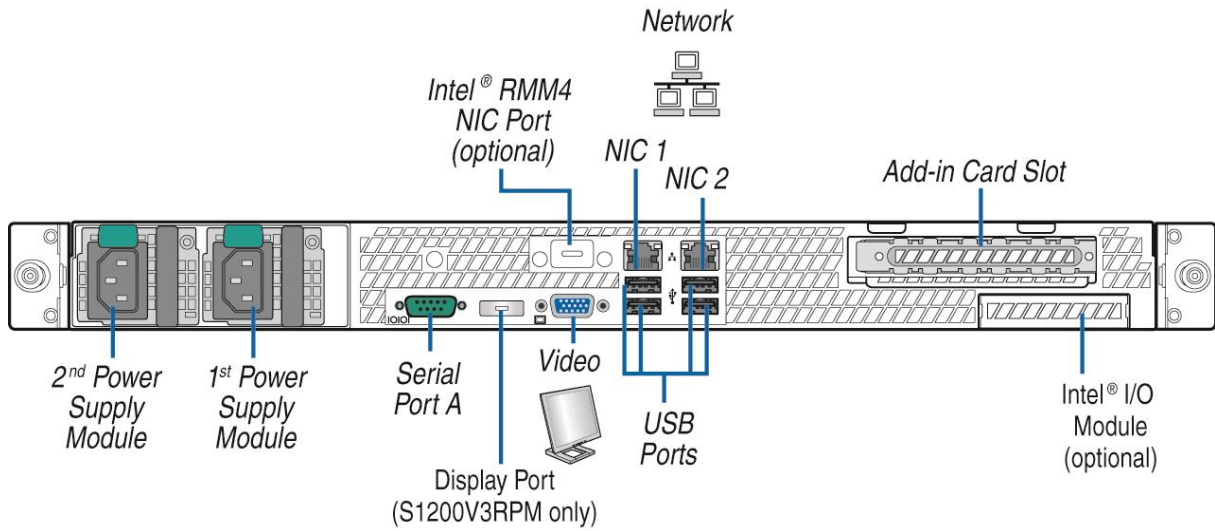 Network
Intel ® RMM4
NIC Port
(optional)
NIC 1
NIC 2
Add-in Card Slot
IOIOI
2nd Power
Supply
Module
1st Power
Supply
Module
Serial
Port A
Video
USB
Ports
Display Port
(S1200V3RPM only)
Intel® I/O
Module
(optional)